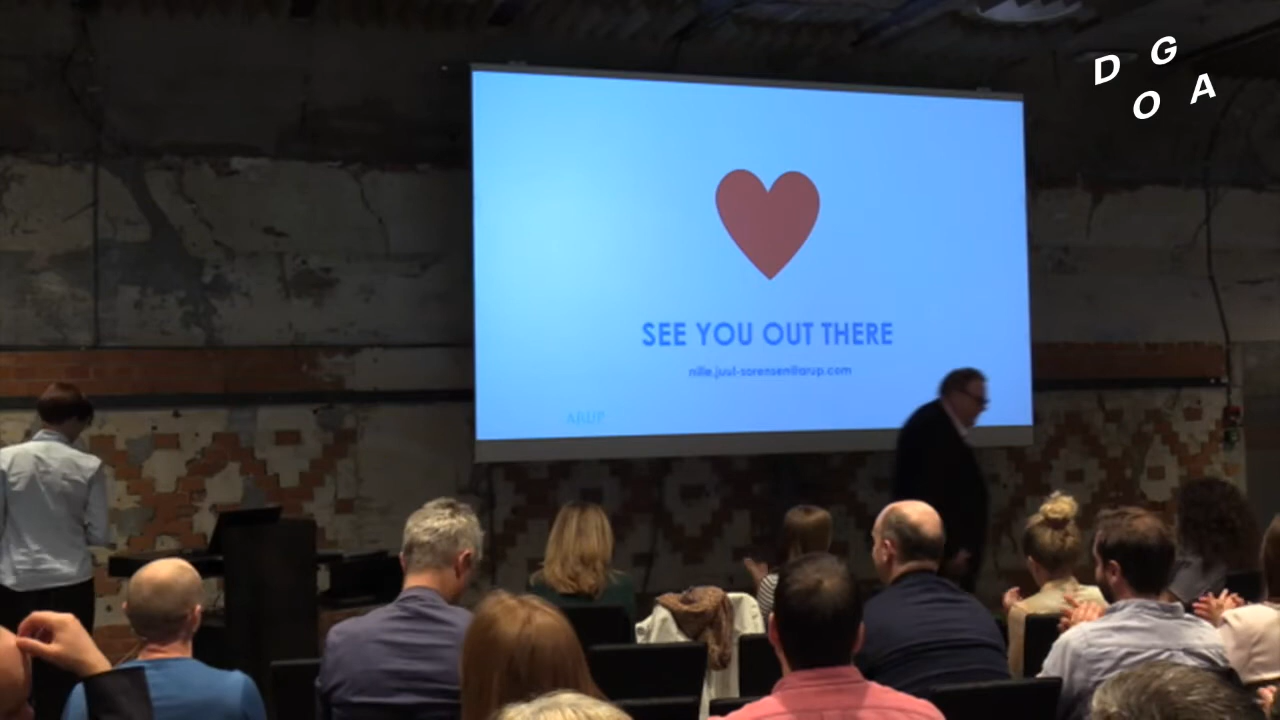 D G
O A
SEE YOU OUT THERE
nille.juul-sorensen@arup.com
ARUP